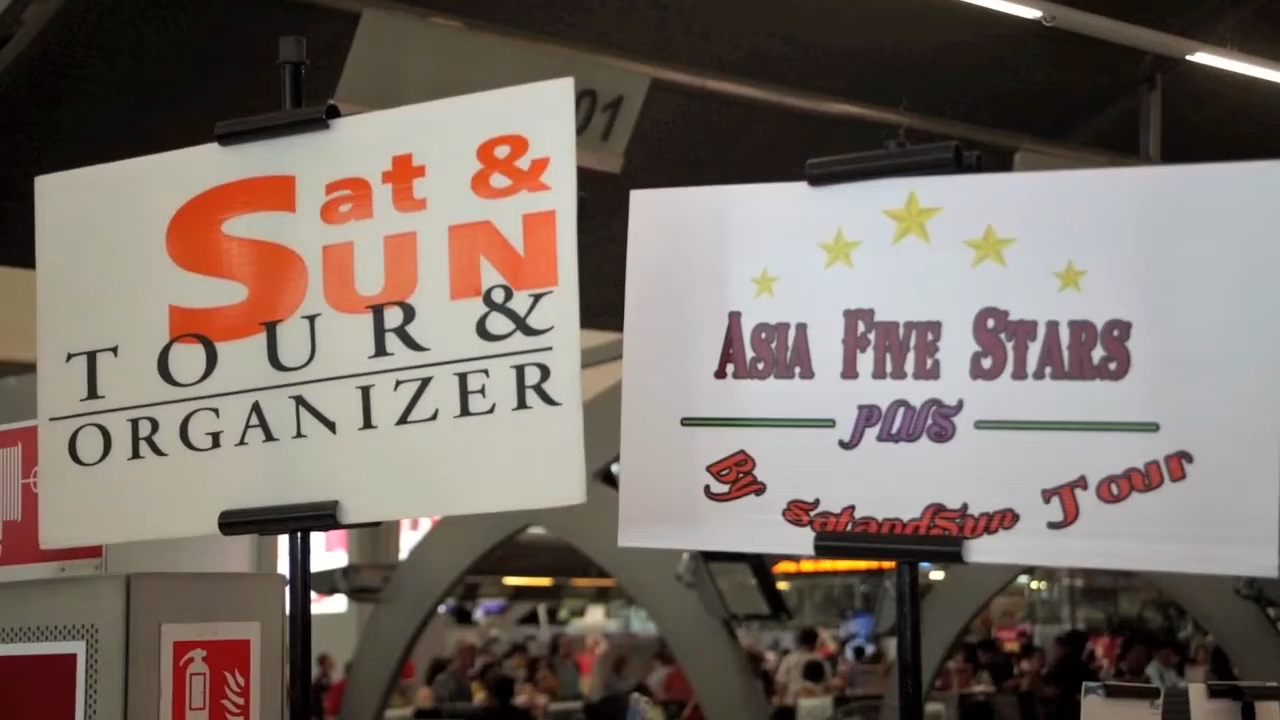 Sat &
SUN
TOUR &
ORGANIZER
01
ASIA FIVE STARS
PLUS
By SatandSun Tour